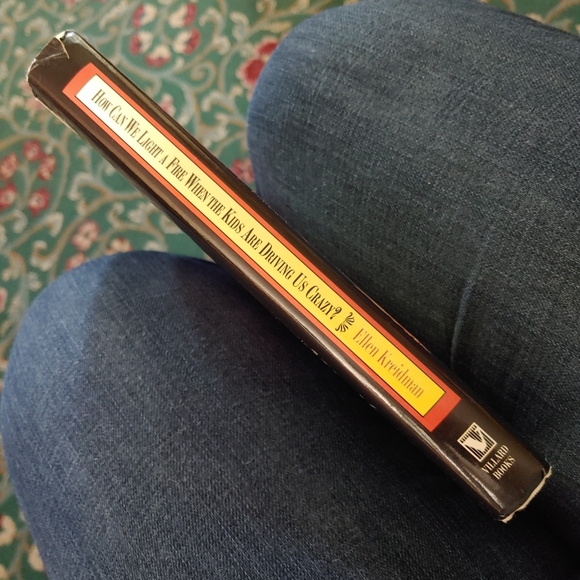 How Can We Light a Fire When the Kids Are Driving Us Crazy? Ellen Kreidman
VILLARD
BOOKS